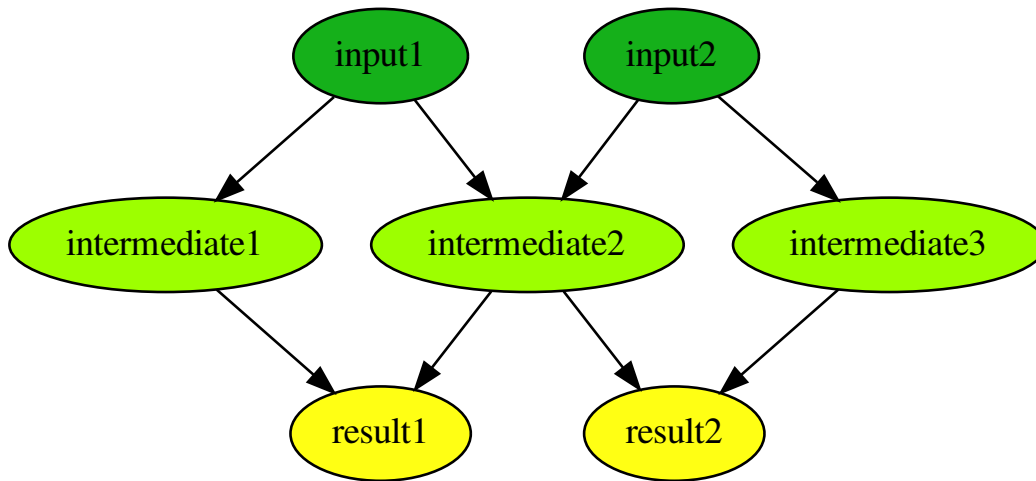 input1
input2
intermediate1
intermediate2
intermediate3
result1
result2